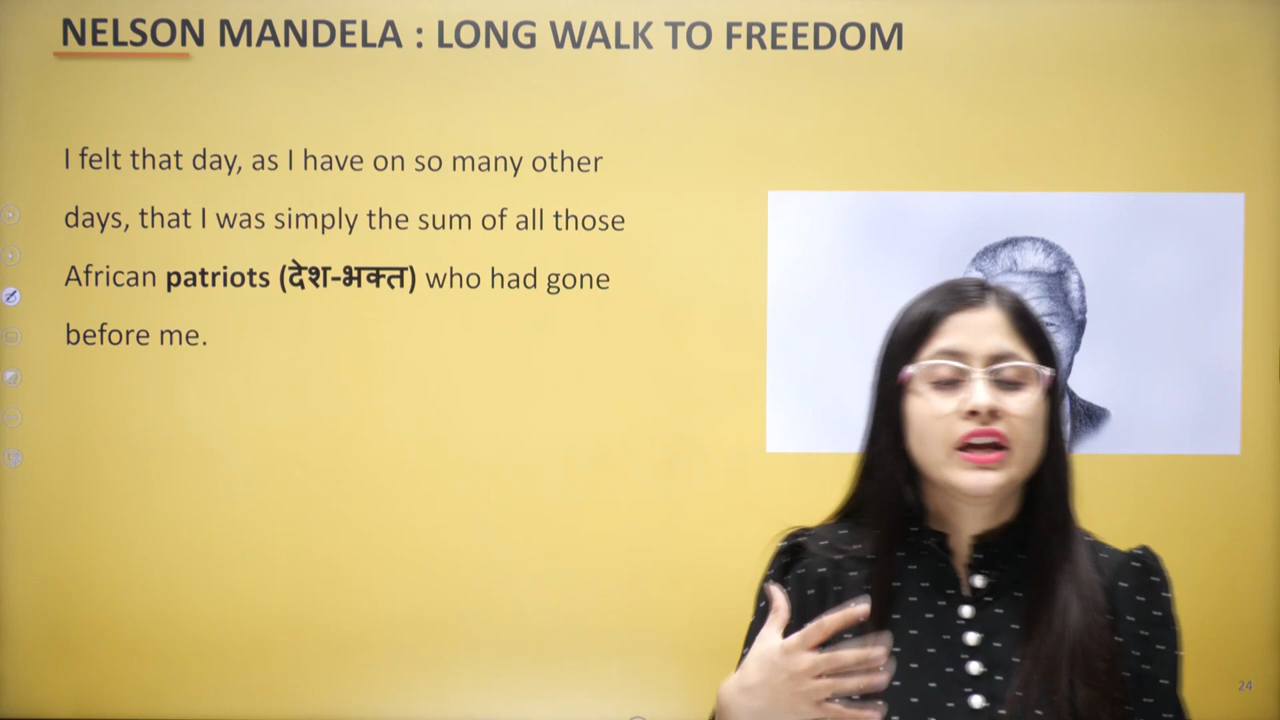 NELSON MANDELA : LONG WALK TO FREEDOM
I felt that day, as I have on so many other
days, that I was simply the sum of all those
African patriots (देश-भक्त) who had gone
before me.
24